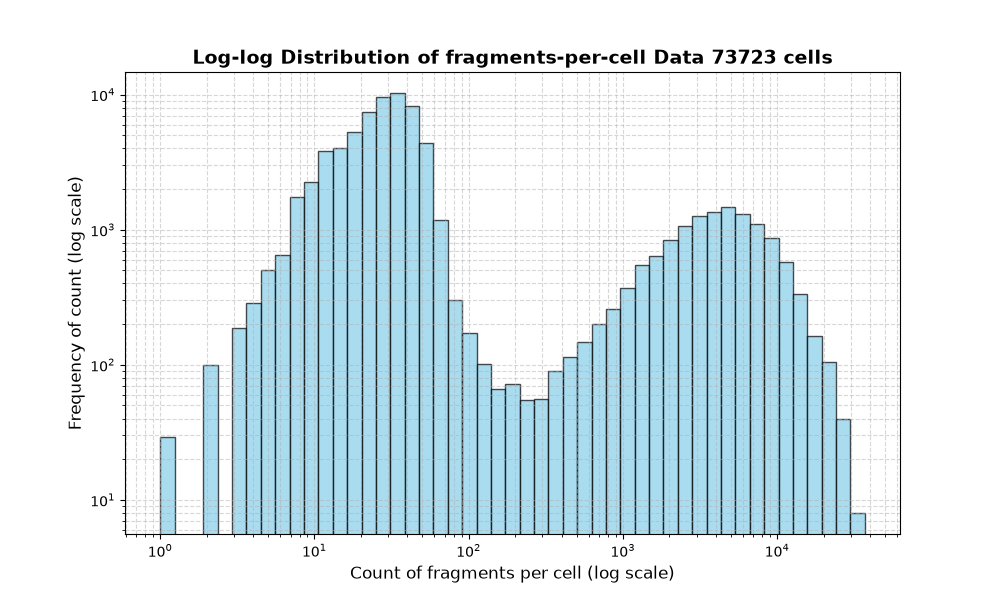 Log-log Distribution of fragments-per-cell Data 73723 cells
Frequency of count (log scale)
10⁴
10³
10²
10¹
10⁰ 10¹ 10² 10³ 10⁴
Count of fragments per cell (log scale)